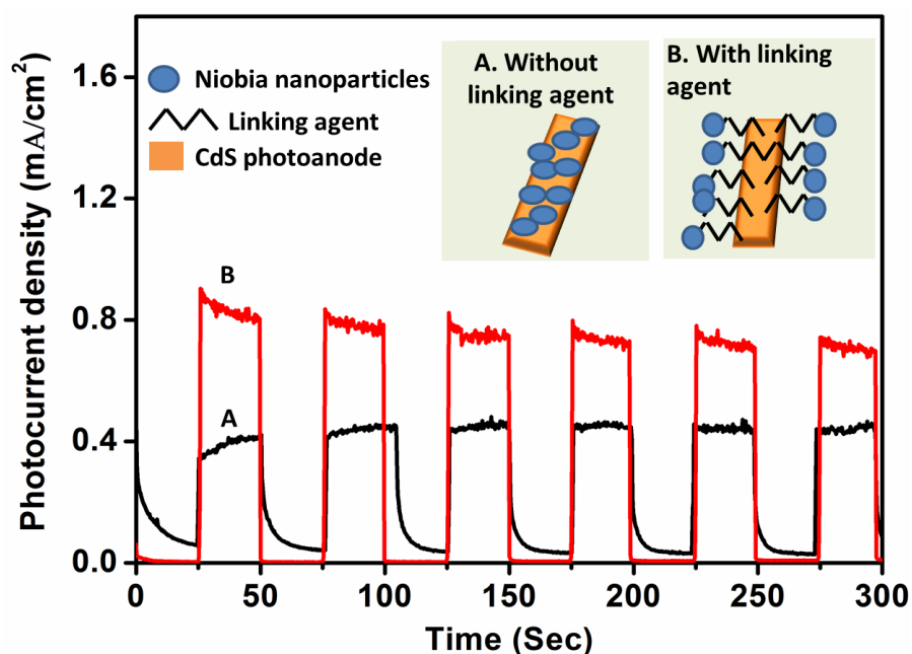 Photocurrent density (mA/cm²)
1.6
1.2
0.8
0.4
0.0
Niobia nanoparticles
Linking agent
CdS photoanode
A. Without
linking agent
B. With linking
agent
B
A
0 50 100 150 200 250 300
Time (Sec)